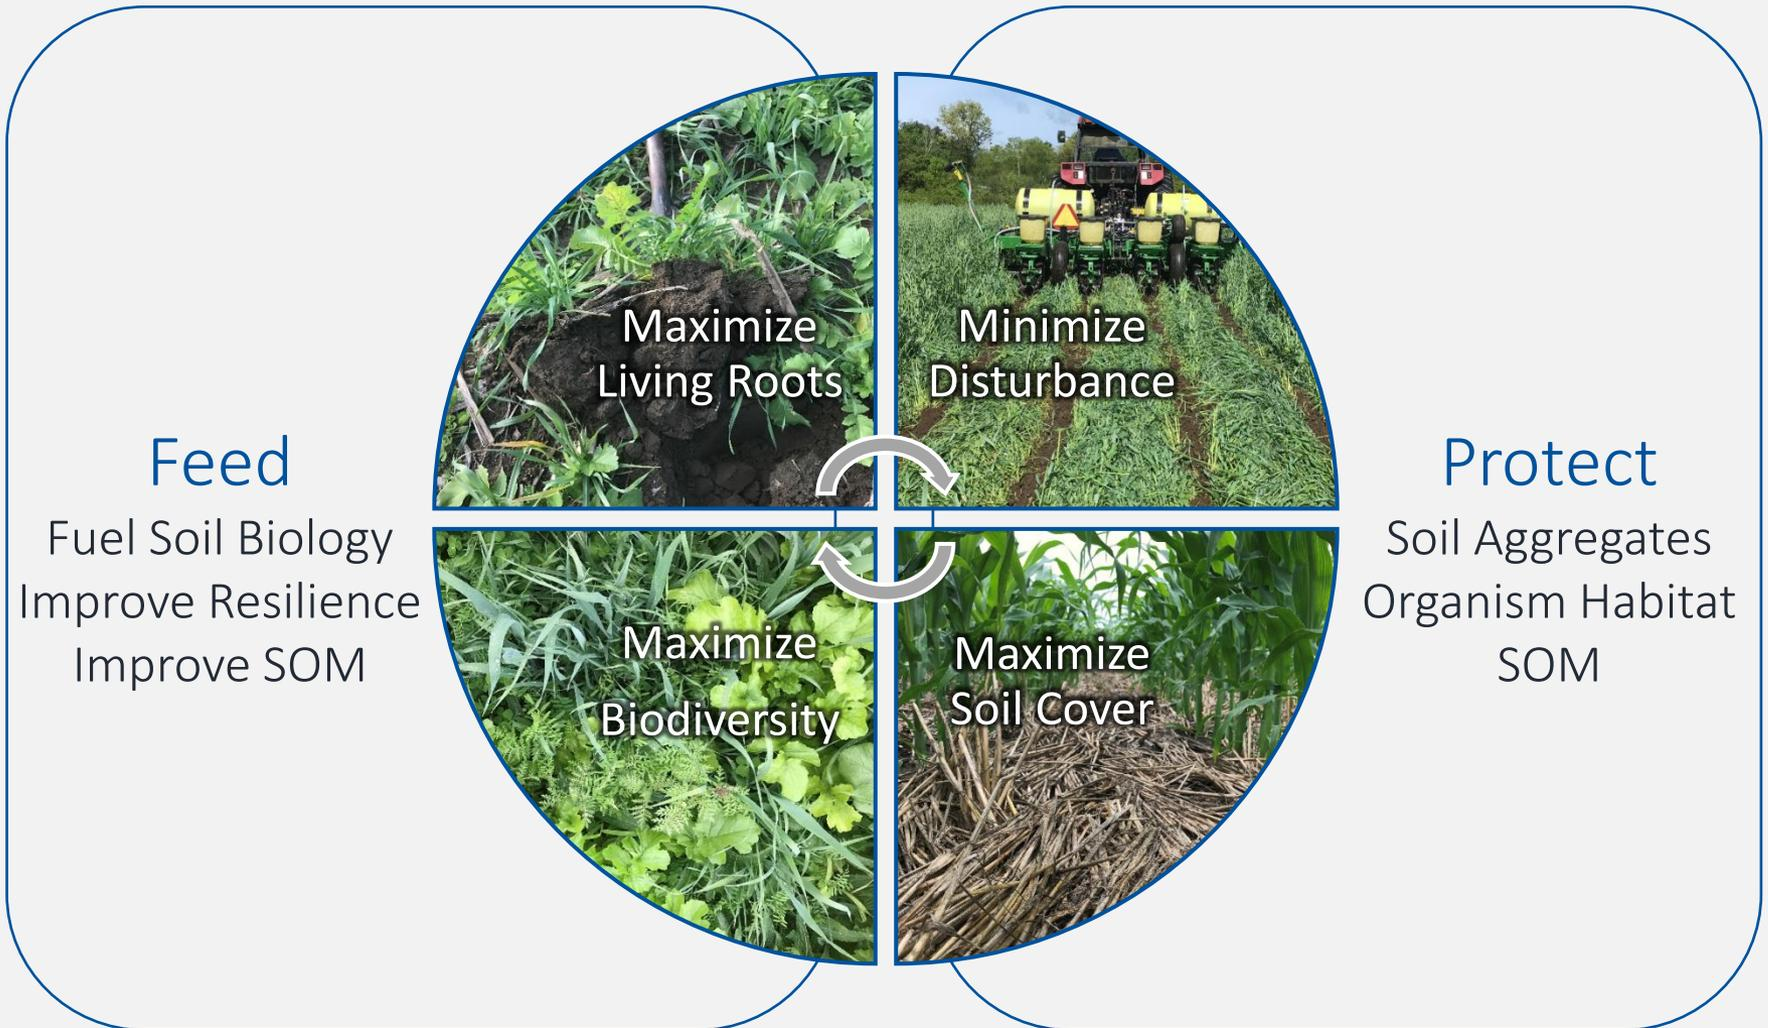 Feed
Fuel Soil Biology
Improve Resilience
Improve SOM
Maximize
Living Roots
Minimize
Disturbance
Maximize
Biodiversity
Maximize
Soil Cover
Protect
Soil Aggregates
Organism Habitat
SOM